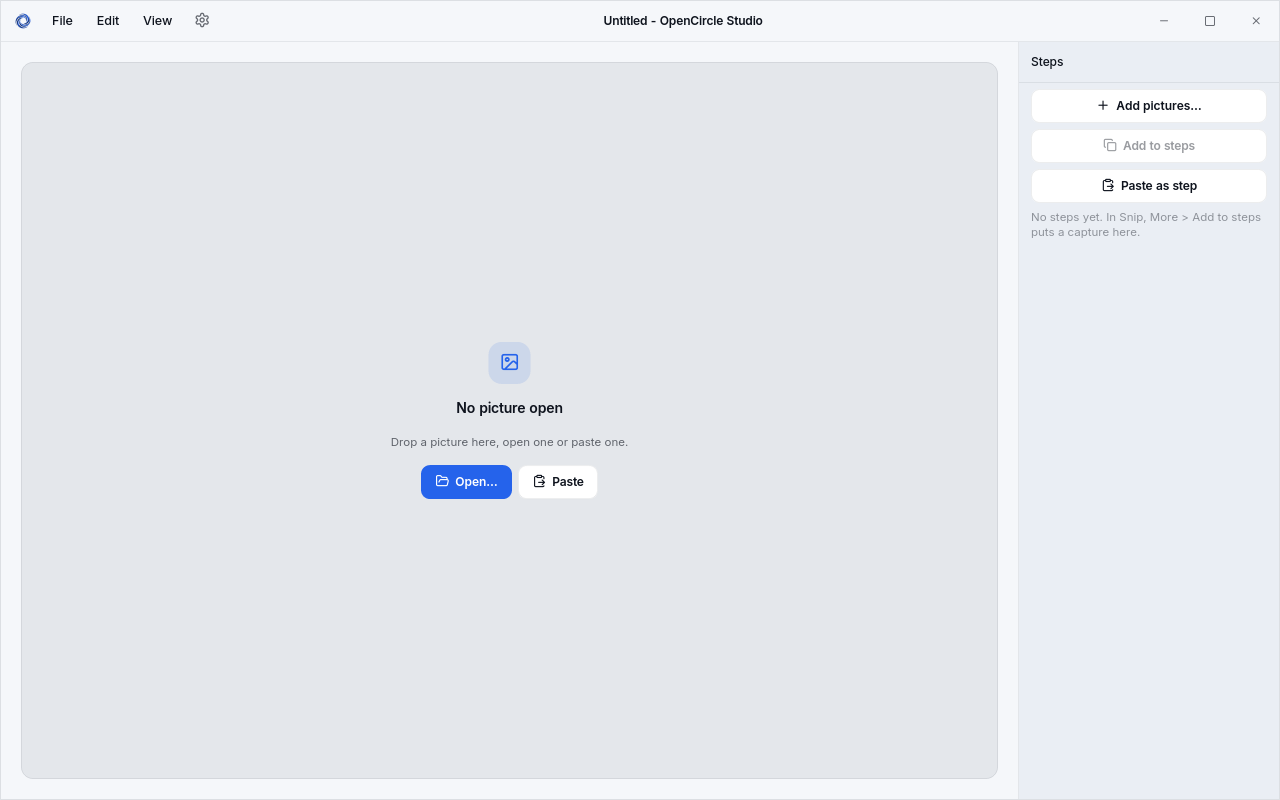 File Edit View
Untitled - OpenCircle Studio
Steps
Add pictures...
Add to steps
Paste as step
No steps yet. In Snip, More > Add to steps
puts a capture here.
No picture open
Drop a picture here, open one or paste one.
Open... Paste